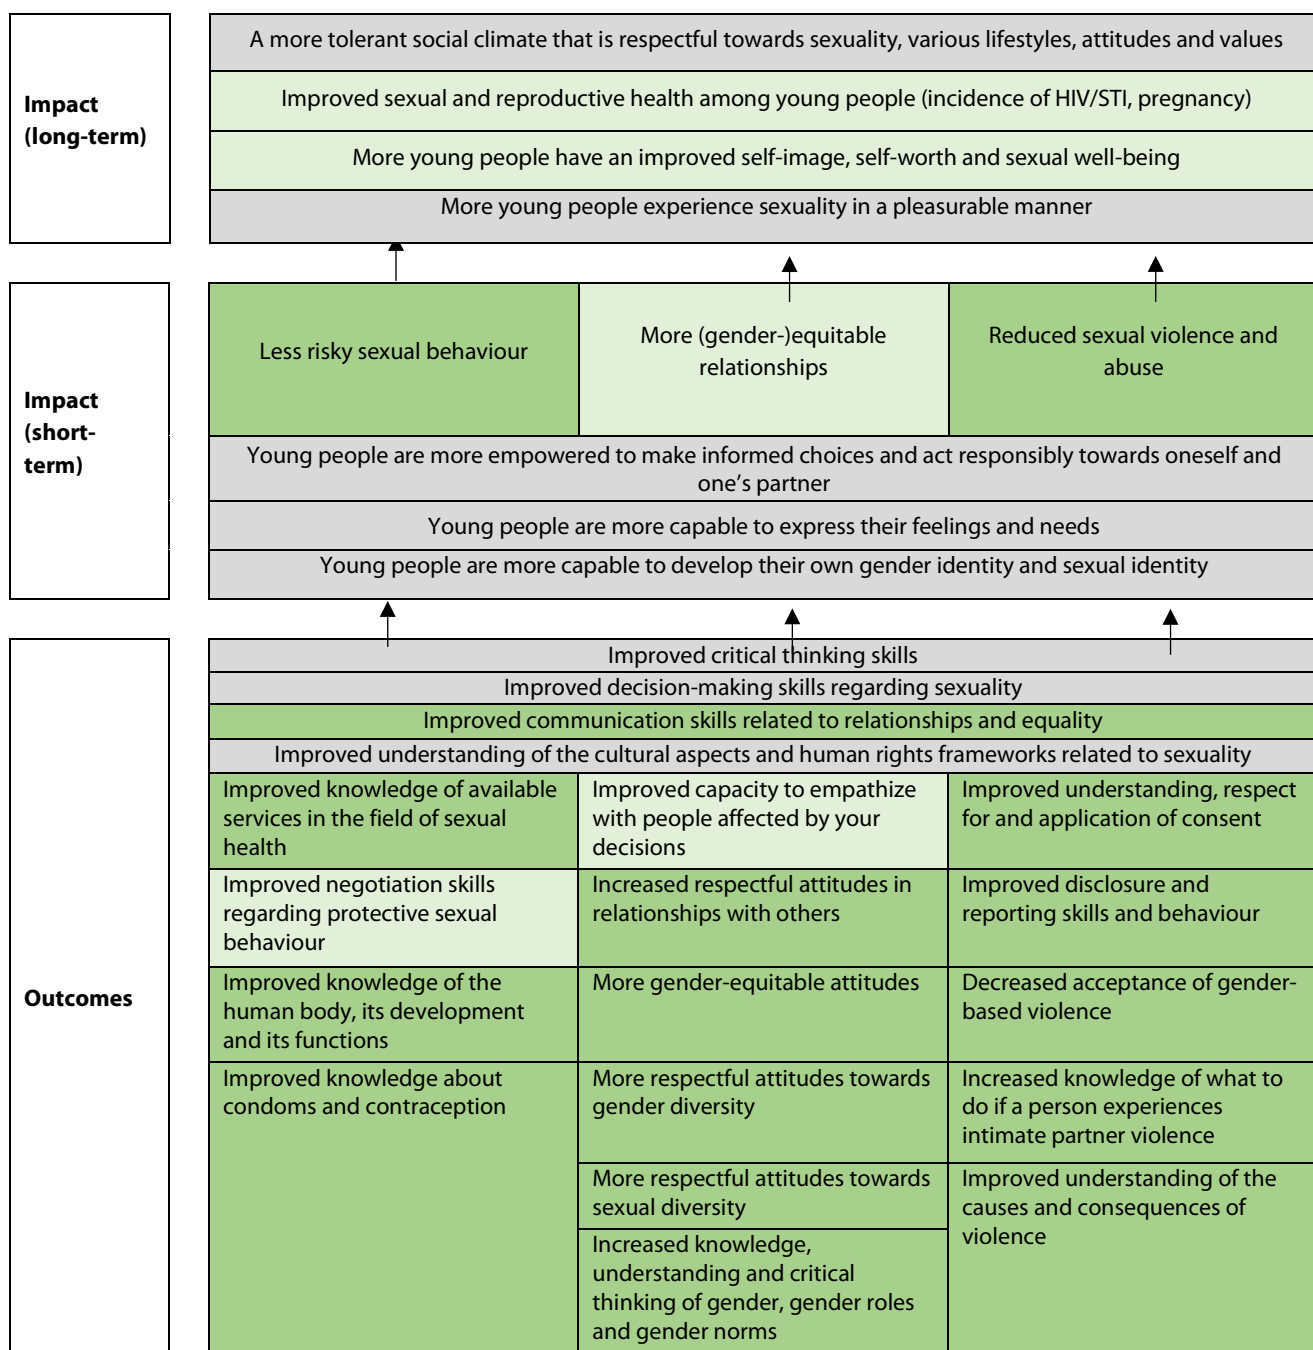 Impact
(long-term)
A more tolerant social climate that is respectful towards sexuality, various lifestyles, attitudes and values
Improved sexual and reproductive health among young people (incidence of HIV/STI, pregnancy)
More young people have an improved self-image, self-worth and sexual well-being
More young people experience sexuality in a pleasurable manner
Impact
(short-
term)
Less risky sexual behaviour
More (gender-)equitable
relationships
Reduced sexual violence and
abuse
Young people are more empowered to make informed choices and act responsibly towards oneself and
one’s partner
Young people are more capable to express their feelings and needs
Young people are more capable to develop their own gender identity and sexual identity
Outcomes
Improved critical thinking skills
Improved decision-making skills regarding sexuality
Improved communication skills related to relationships and equality
Improved understanding of the cultural aspects and human rights frameworks related to sexuality
Improved knowledge of available
services in the field of sexual
health
Improved capacity to empathize
with people affected by your
decisions
Improved understanding, respect
for and application of consent
Improved negotiation skills
regarding protective sexual
behaviour
Increased respectful attitudes in
relationships with others
Improved disclosure and
reporting skills and behaviour
Improved knowledge of the
human body, its development
and its functions
More gender-equitable attitudes
Decreased acceptance of gender-
based violence
Improved knowledge about
condoms and contraception
More respectful attitudes towards
gender diversity
Increased knowledge of what to
do if a person experiences
intimate partner violence
More respectful attitudes towards
sexual diversity
Improved understanding of the
causes and consequences of
violence
Increased knowledge,
understanding and critical
thinking of gender, gender roles
and gender norms